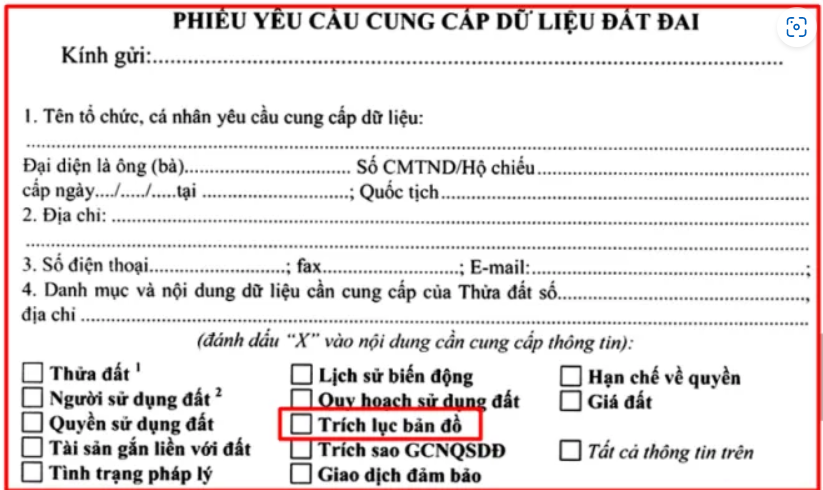 PHIẾU YÊU CẦU CUNG CẤP DỮ LIỆU ĐẤT ĐAI
Kính gửi:....................................................................................................
1. Tên tổ chức, cá nhân yêu cầu cung cấp dữ liệu:
....................................................................................................
Đại diện là ông (bà)................................. Số CMTND/Hộ chiếu....................................................
cấp ngày..../...../.....tại .............................; Quốc tịch....................................................
2. Địa chỉ: ....................................................................................................
....................................................................................................
3. Số điện thoại...........................; fax...........................; E-mail:....................................................;
4. Danh mục và nội dung dữ liệu cần cung cấp của Thửa đất số..................................................,
địa chỉ ....................................................................................................
(đánh dấu “X” vào nội dung cần cung cấp thông tin):
☐ Thửa đất ¹ ☐ Lịch sử biến động ☐ Hạn chế về quyền
☐ Người sử dụng đất ² ☐ Quy hoạch sử dụng đất ☐ Giá đất
☐ Quyền sử dụng đất ☐ Trích lục bản đồ
☐ Tài sản gắn liền với đất ☐ Trích sao GCNQSDĐ ☐ Tất cả thông tin trên
☐ Tình trạng pháp lý ☐ Giao dịch đảm bảo